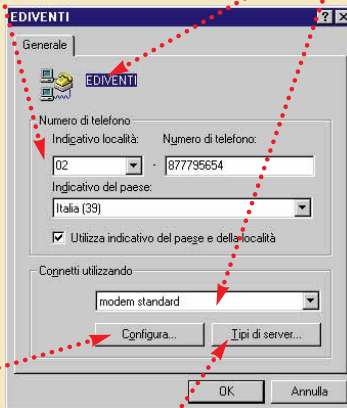 EDIVENTI
Generale
EDIVENTI
Numero di telefono
Indicativo località: Numero di telefono:
02 - 877795654
Indicativo del paese:
Italia (39)
Utilizza indicativo del paese e della località
Connetti utilizzando
modem standard
Configura... Tipi di server...
OK Annulla